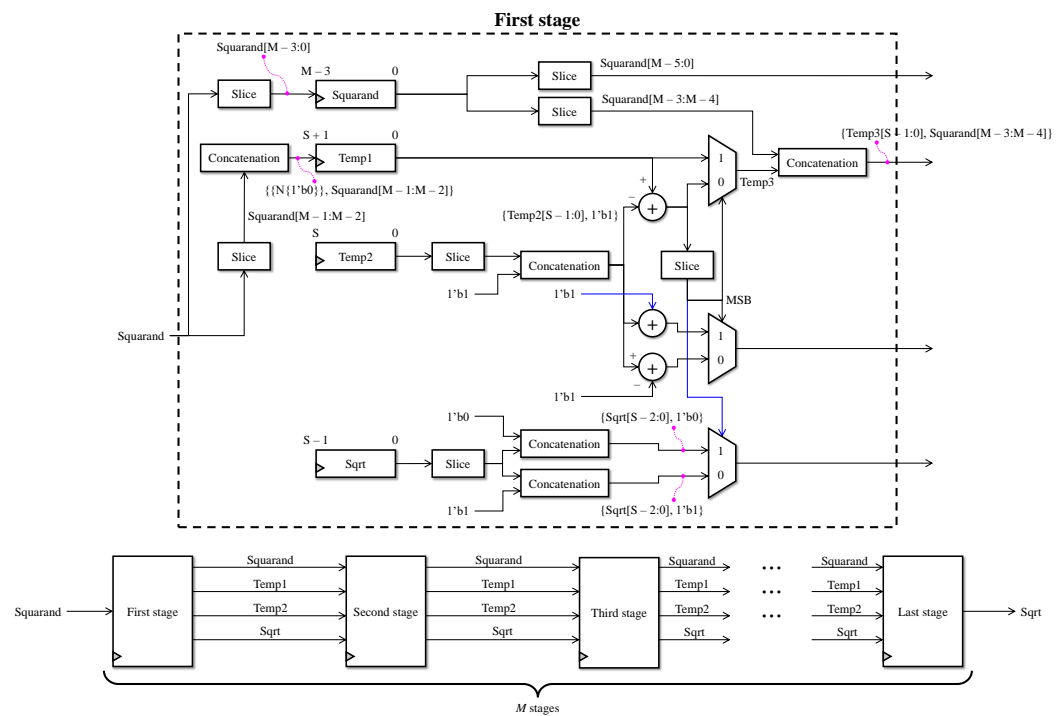 First stage
Squarand[M – 3:0]
M – 3 0
Slice
Squarand
Slice
Squarand[M – 5:0]
Slice
Squarand[M – 3:M – 4]
{Temp3[S – 1:0], Squarand[M – 3:M – 4]}
S + 1 0
Concatenation
Temp1
1
0
Temp3
Concatenation
{{N{1’b0}}, Squarand[M – 1:M – 2]}
+
–
+
Squarand[M – 1:M – 2]
{Temp2[S – 1:0], 1’b1}
S 0
Slice
Temp2
Slice
Concatenation
Slice
1’b1
1’b1
MSB
Squarand
+
1
0
+
+
–
1’b1
1’b0
{Sqrt[S – 2:0], 1’b0}
S – 1 0
Concatenation
Sqrt
Slice
1
0
Concatenation
1’b1
{Sqrt[S – 2:0], 1’b1}
Squarand Squarand Squarand ••• Squarand
Temp1 Temp1 Temp1 Temp1
Squarand First stage Second stage Third stage Last stage Sqrt
Temp2 Temp2 Temp2 ••• Temp2
Sqrt Sqrt Sqrt Sqrt
M stages